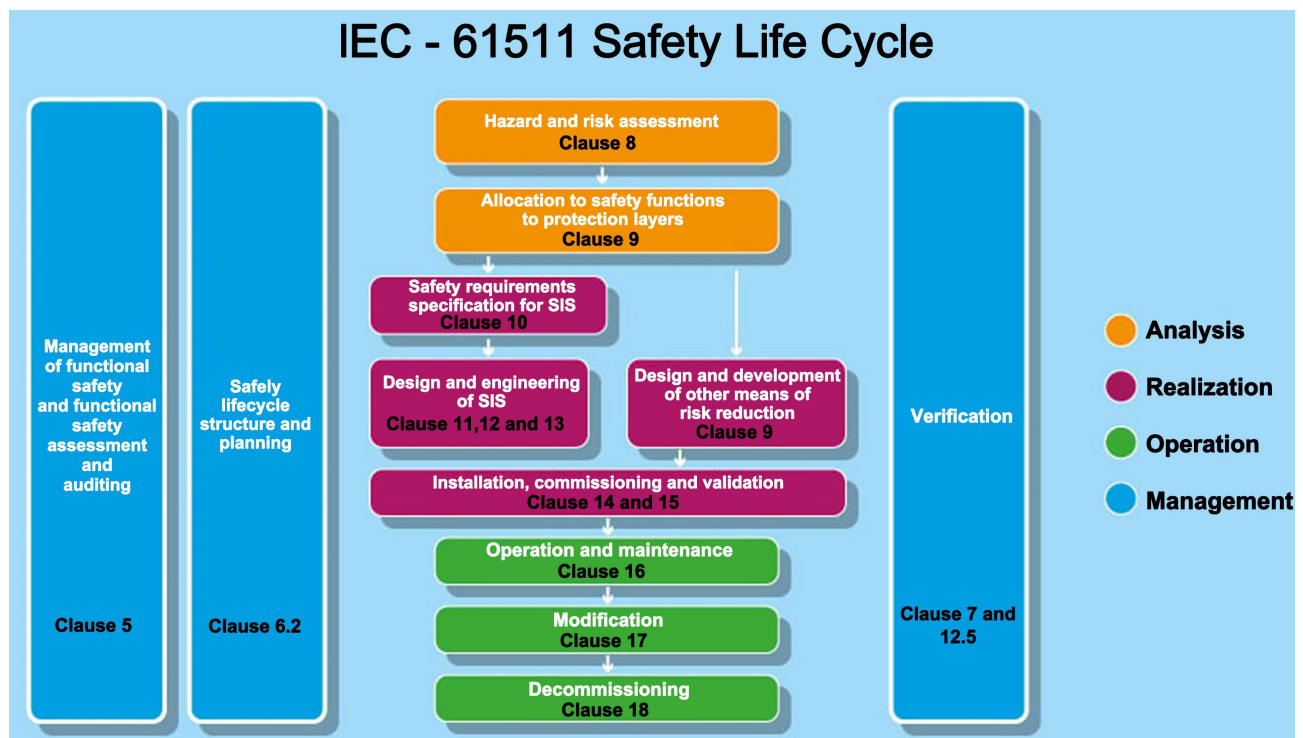 IEC - 61511 Safety Life Cycle
Management
of functional
safety
and functional
safety
assessment
and
auditing
Clause 5
Safely
lifecycle
structure and
planning
Clause 6.2
Hazard and risk assessment
Clause 8
Allocation to safety functions
to protection layers
Clause 9
Safety requirements
specification for SIS
Clause 10
Design and engineering
of SIS
Clause 11,12 and 13
Design and development
of other means of
risk reduction
Clause 9
Installation, commissioning and validation
Clause 14 and 15
Operation and maintenance
Clause 16
Modification
Clause 17
Decommissioning
Clause 18
Verification
Clause 7 and
12.5
Analysis
Realization
Operation
Management